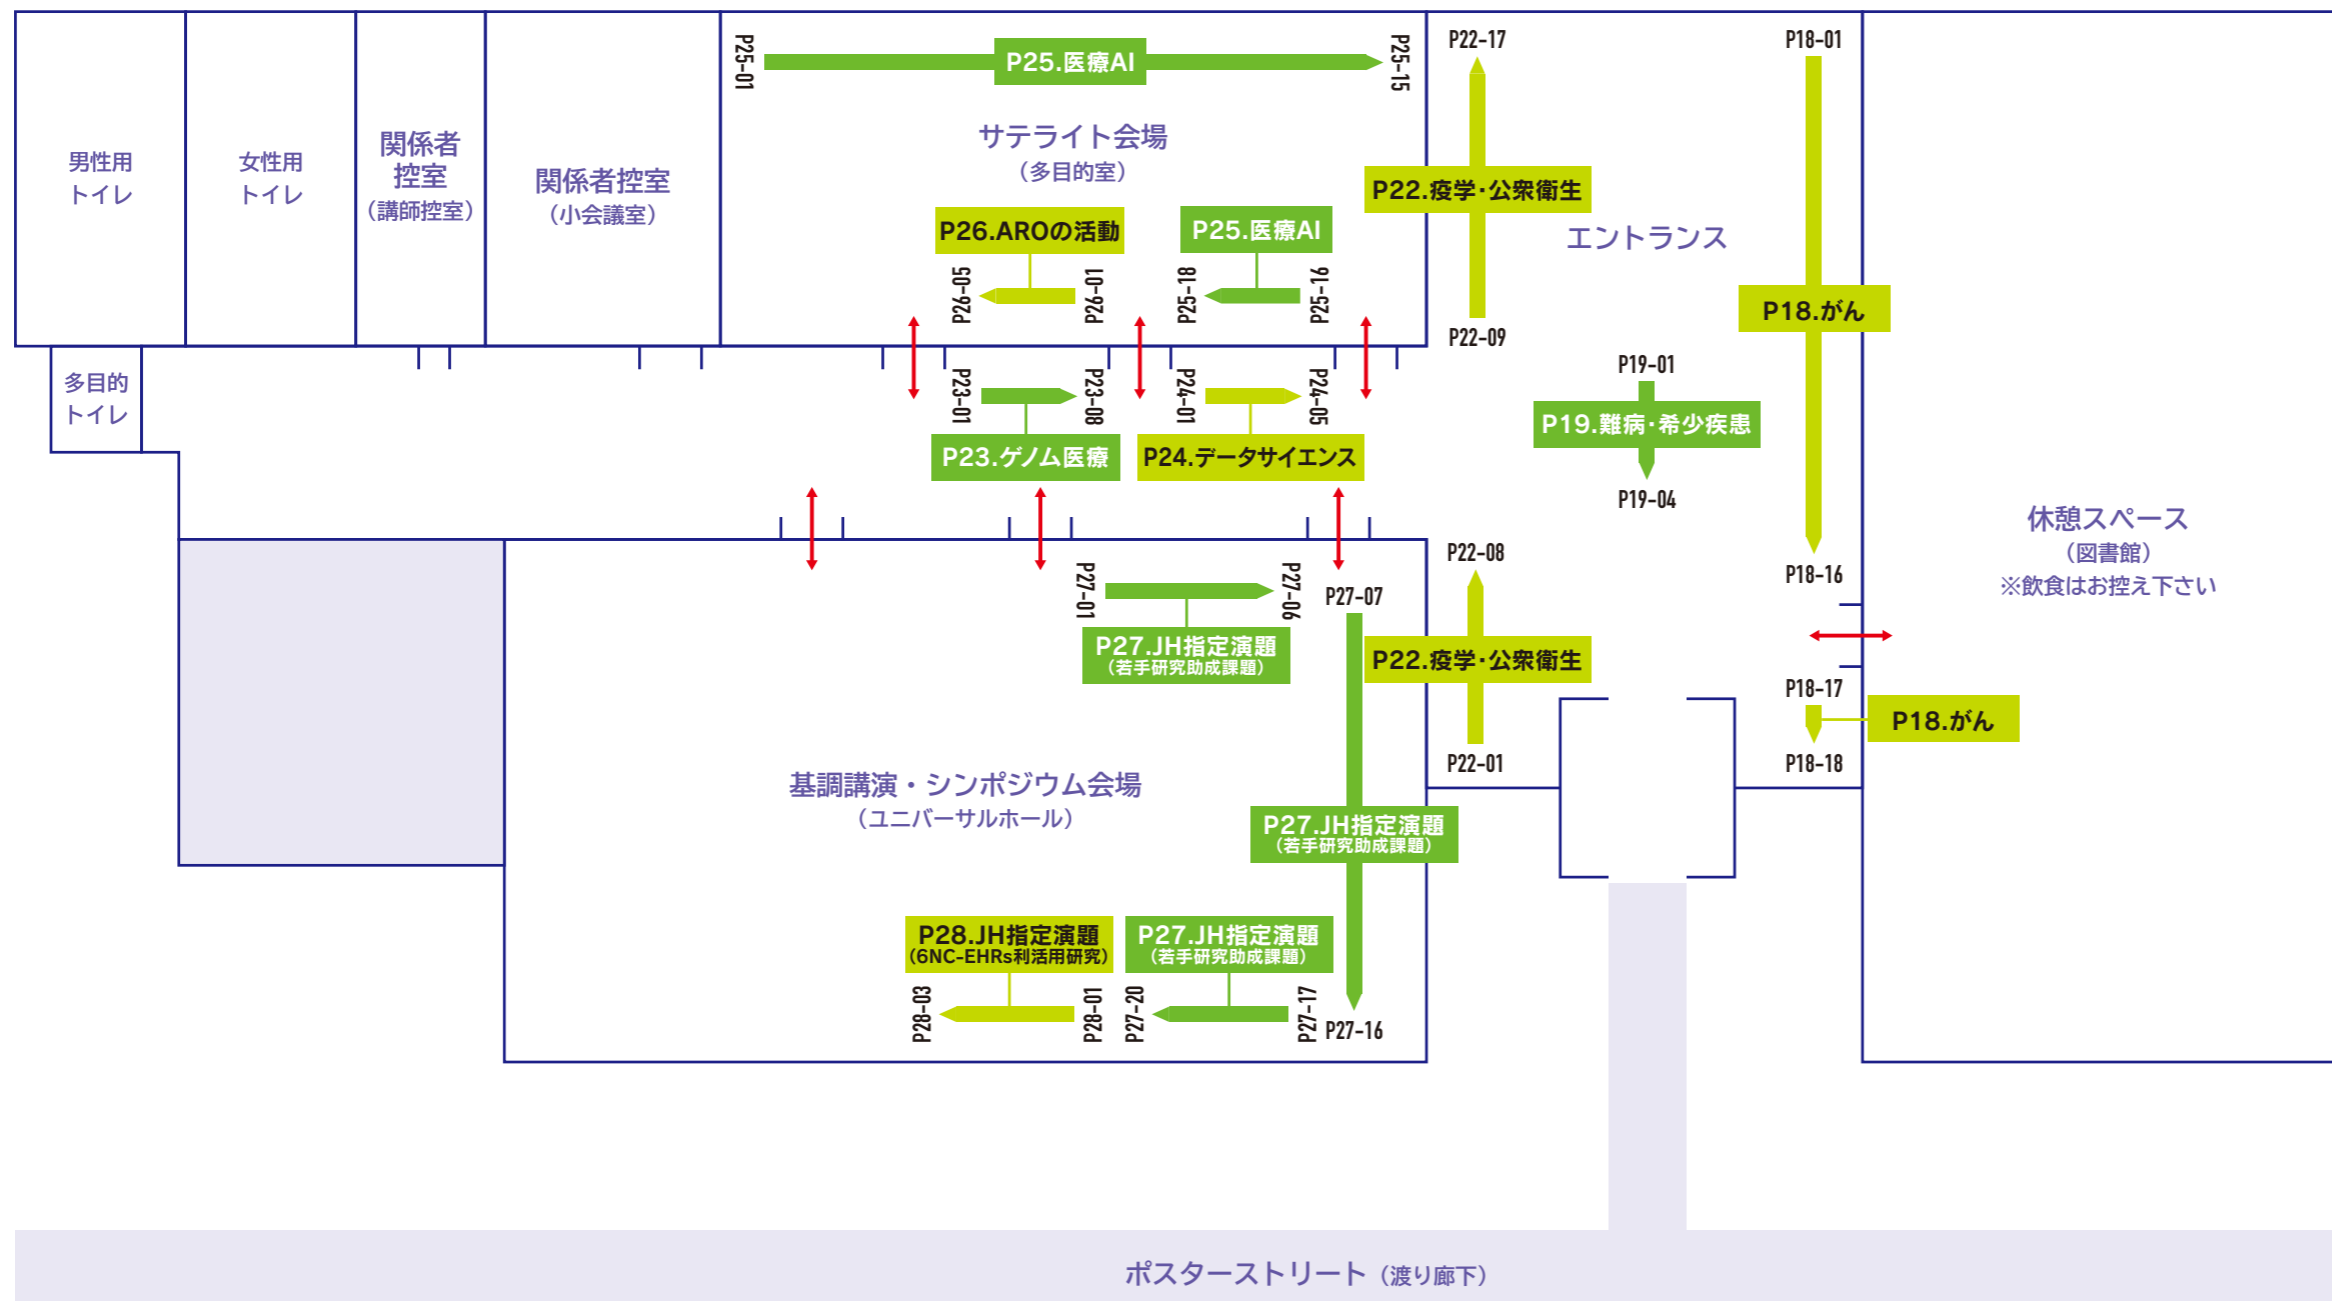 P25-01
P25.医療AI
P25-15
P22-17
P18-01
男性用
トイレ
女性用
トイレ
関係者
控室
（講師控室）
関係者控室
（小会議室）
サテライト会場
（多目的室）
P26.AROの活動
P26-05
P26-01
P25.医療AI
P25-18
P25-16
P22.疫学・公衆衛生
P22-09
エントランス
P18.がん
多目的
トイレ
P23-01
P23-08
P23.ゲノム医療
P24-01
P24-05
P24.データサイエンス
P19-01
P19.難病・希少疾患
P19-04
P18-16
休憩スペース
（図書館）
※飲食はお控え下さい
P27-01
P27-06
P27.JH指定演題
（若手研究助成課題）
P27-07
P22-08
P22.疫学・公衆衛生
P22-01
P18-17
P18.がん
P18-18
基調講演・シンポジウム会場
（ユニバーサルホール）
P27.JH指定演題
（若手研究助成課題）
P28.JH指定演題
（6NC-EHRs利活用研究）
P28-03
P28-01
P27.JH指定演題
（若手研究助成課題）
P27-20
P27-17
P27-16
ポスターストリート（渡り廊下）